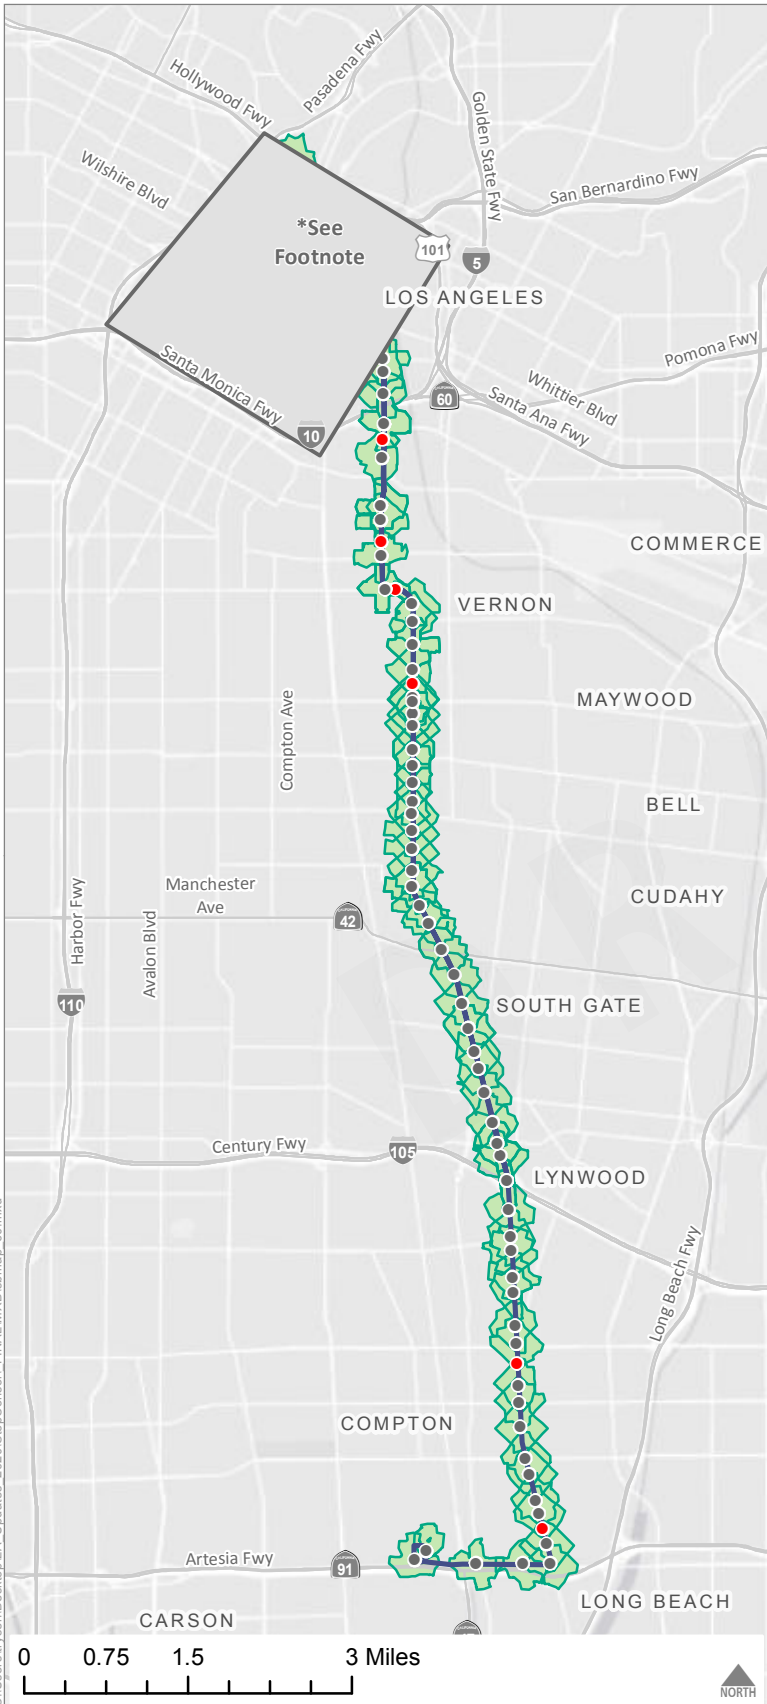 Hollywood Fwy
Pasadena Fwy
Golden State Fwy
Wilshire Blvd
San Bernardino Fwy
*See
Footnote
101
5
LOS ANGELES
Santa Monica Fwy
10
CALIFORNIA
60
Pomona Fwy
Whittier Blvd
Santa Ana Fwy
COMMERCE
VERNON
MAYWOOD
Compton Ave
BELL
Manchester
Ave
CUDAHY
Harbor Fwy
Avalon Blvd
CALIFORNIA
42
110
SOUTH GATE
Century Fwy
105
LYNWOOD
Long Beach Fwy
COMPTON
Artesia Fwy
CALIFORNIA
91
CARSON
LONG BEACH
0 0.75 1.5 3 Miles
NORTH